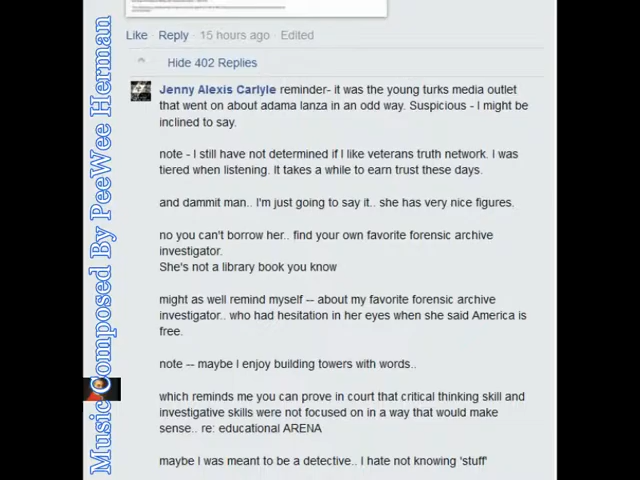 Like Reply 15 hours ago Edited
Hide 402 Replies
Jenny Alexis Carlyle reminder- it was the young turks media outlet
that went on about adama lanza in an odd way. Suspicious - I might be
inclined to say.
note - I still have not determined if I like veterans truth network. I was
tiered when listening. It takes a while to earn trust these days.
and dammit man.. I'm just going to say it.. she has very nice figures.
no you can't borrow her.. find your own favorite forensic archive
investigator.
She's not a library book you know
might as well remind myself -- about my favorite forensic archive
investigator.. who had hesitation in her eyes when she said America is
free.
note -- maybe I enjoy building towers with words..
which reminds me you can prove in court that critical thinking skill and
investigative skills were not focused on in a way that would make
sense.. re: educational ARENA
maybe I was meant to be a detective.. I hate not knowing 'stuff'
Music Composed By PeeWee Herman